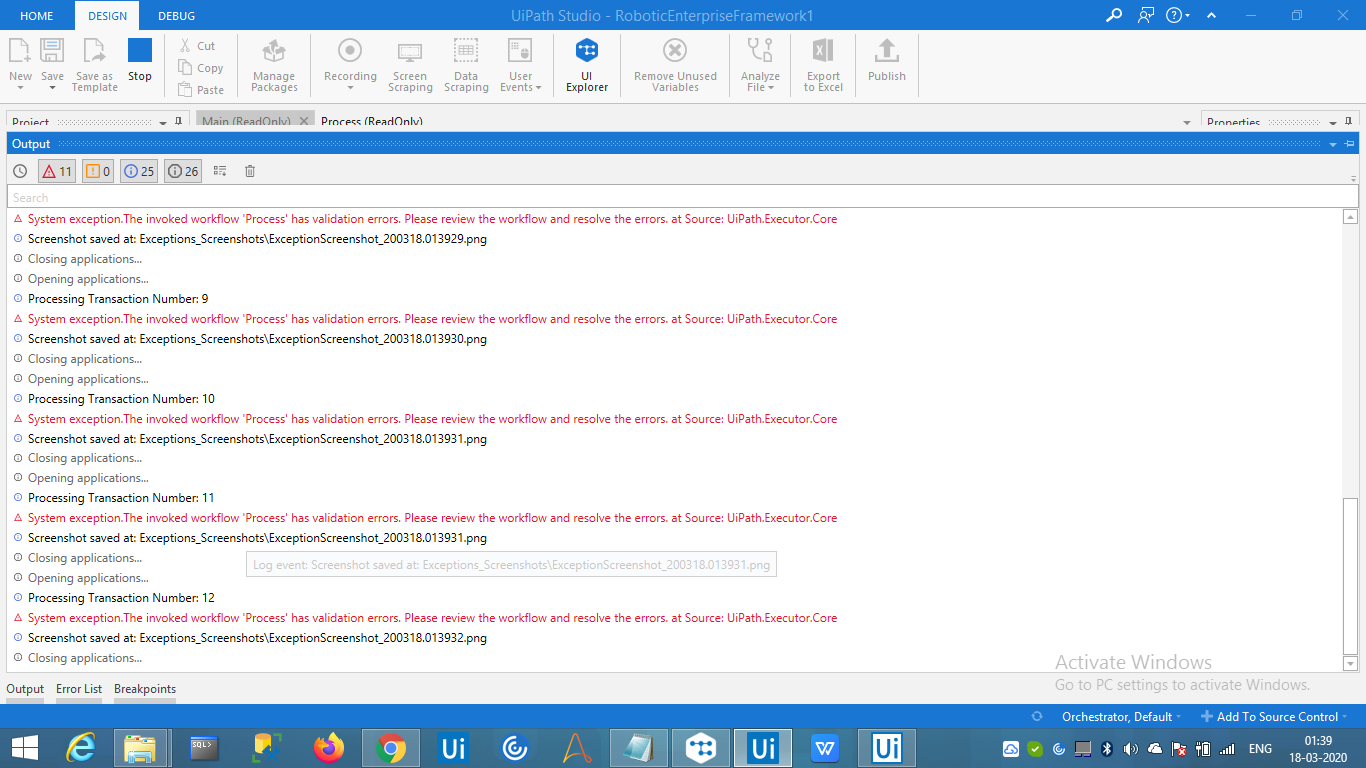 HOME DESIGN DEBUG UiPath Studio - RoboticEnterpriseFramework1
New Save Save as Template Stop Cut Copy Paste Manage Packages Recording Screen Scraping Data Scraping User Events UI Explorer Remove Unused Variables Analyze File Export to Excel Publish
Project Main (ReadOnly) Process (ReadOnly) Properties
Output
11 0 25 26
Search
System exception.The invoked workflow 'Process' has validation errors. Please review the workflow and resolve the errors. at Source: UiPath.Executor.Core
Screenshot saved at: Exceptions_Screenshots\ExceptionScreenshot_200318.013929.png
Closing applications...
Opening applications...
Processing Transaction Number: 9
System exception.The invoked workflow 'Process' has validation errors. Please review the workflow and resolve the errors. at Source: UiPath.Executor.Core
Screenshot saved at: Exceptions_Screenshots\ExceptionScreenshot_200318.013930.png
Closing applications...
Opening applications...
Processing Transaction Number: 10
System exception.The invoked workflow 'Process' has validation errors. Please review the workflow and resolve the errors. at Source: UiPath.Executor.Core
Screenshot saved at: Exceptions_Screenshots\ExceptionScreenshot_200318.013931.png
Closing applications...
Opening applications...
Processing Transaction Number: 11
System exception.The invoked workflow 'Process' has validation errors. Please review the workflow and resolve the errors. at Source: UiPath.Executor.Core
Screenshot saved at: Exceptions_Screenshots\ExceptionScreenshot_200318.013931.png
Closing applications...
Log event: Screenshot saved at: Exceptions_Screenshots\ExceptionScreenshot_200318.013931.png
Opening applications...
Processing Transaction Number: 12
System exception.The invoked workflow 'Process' has validation errors. Please review the workflow and resolve the errors. at Source: UiPath.Executor.Core
Screenshot saved at: Exceptions_Screenshots\ExceptionScreenshot_200318.013932.png
Closing applications...
Activate Windows
Go to PC settings to activate Windows.
Output Error List Breakpoints
Orchestrator, Default Add To Source Control
SQL> Ui Ui W Ui ENG 01:39
18-03-2020